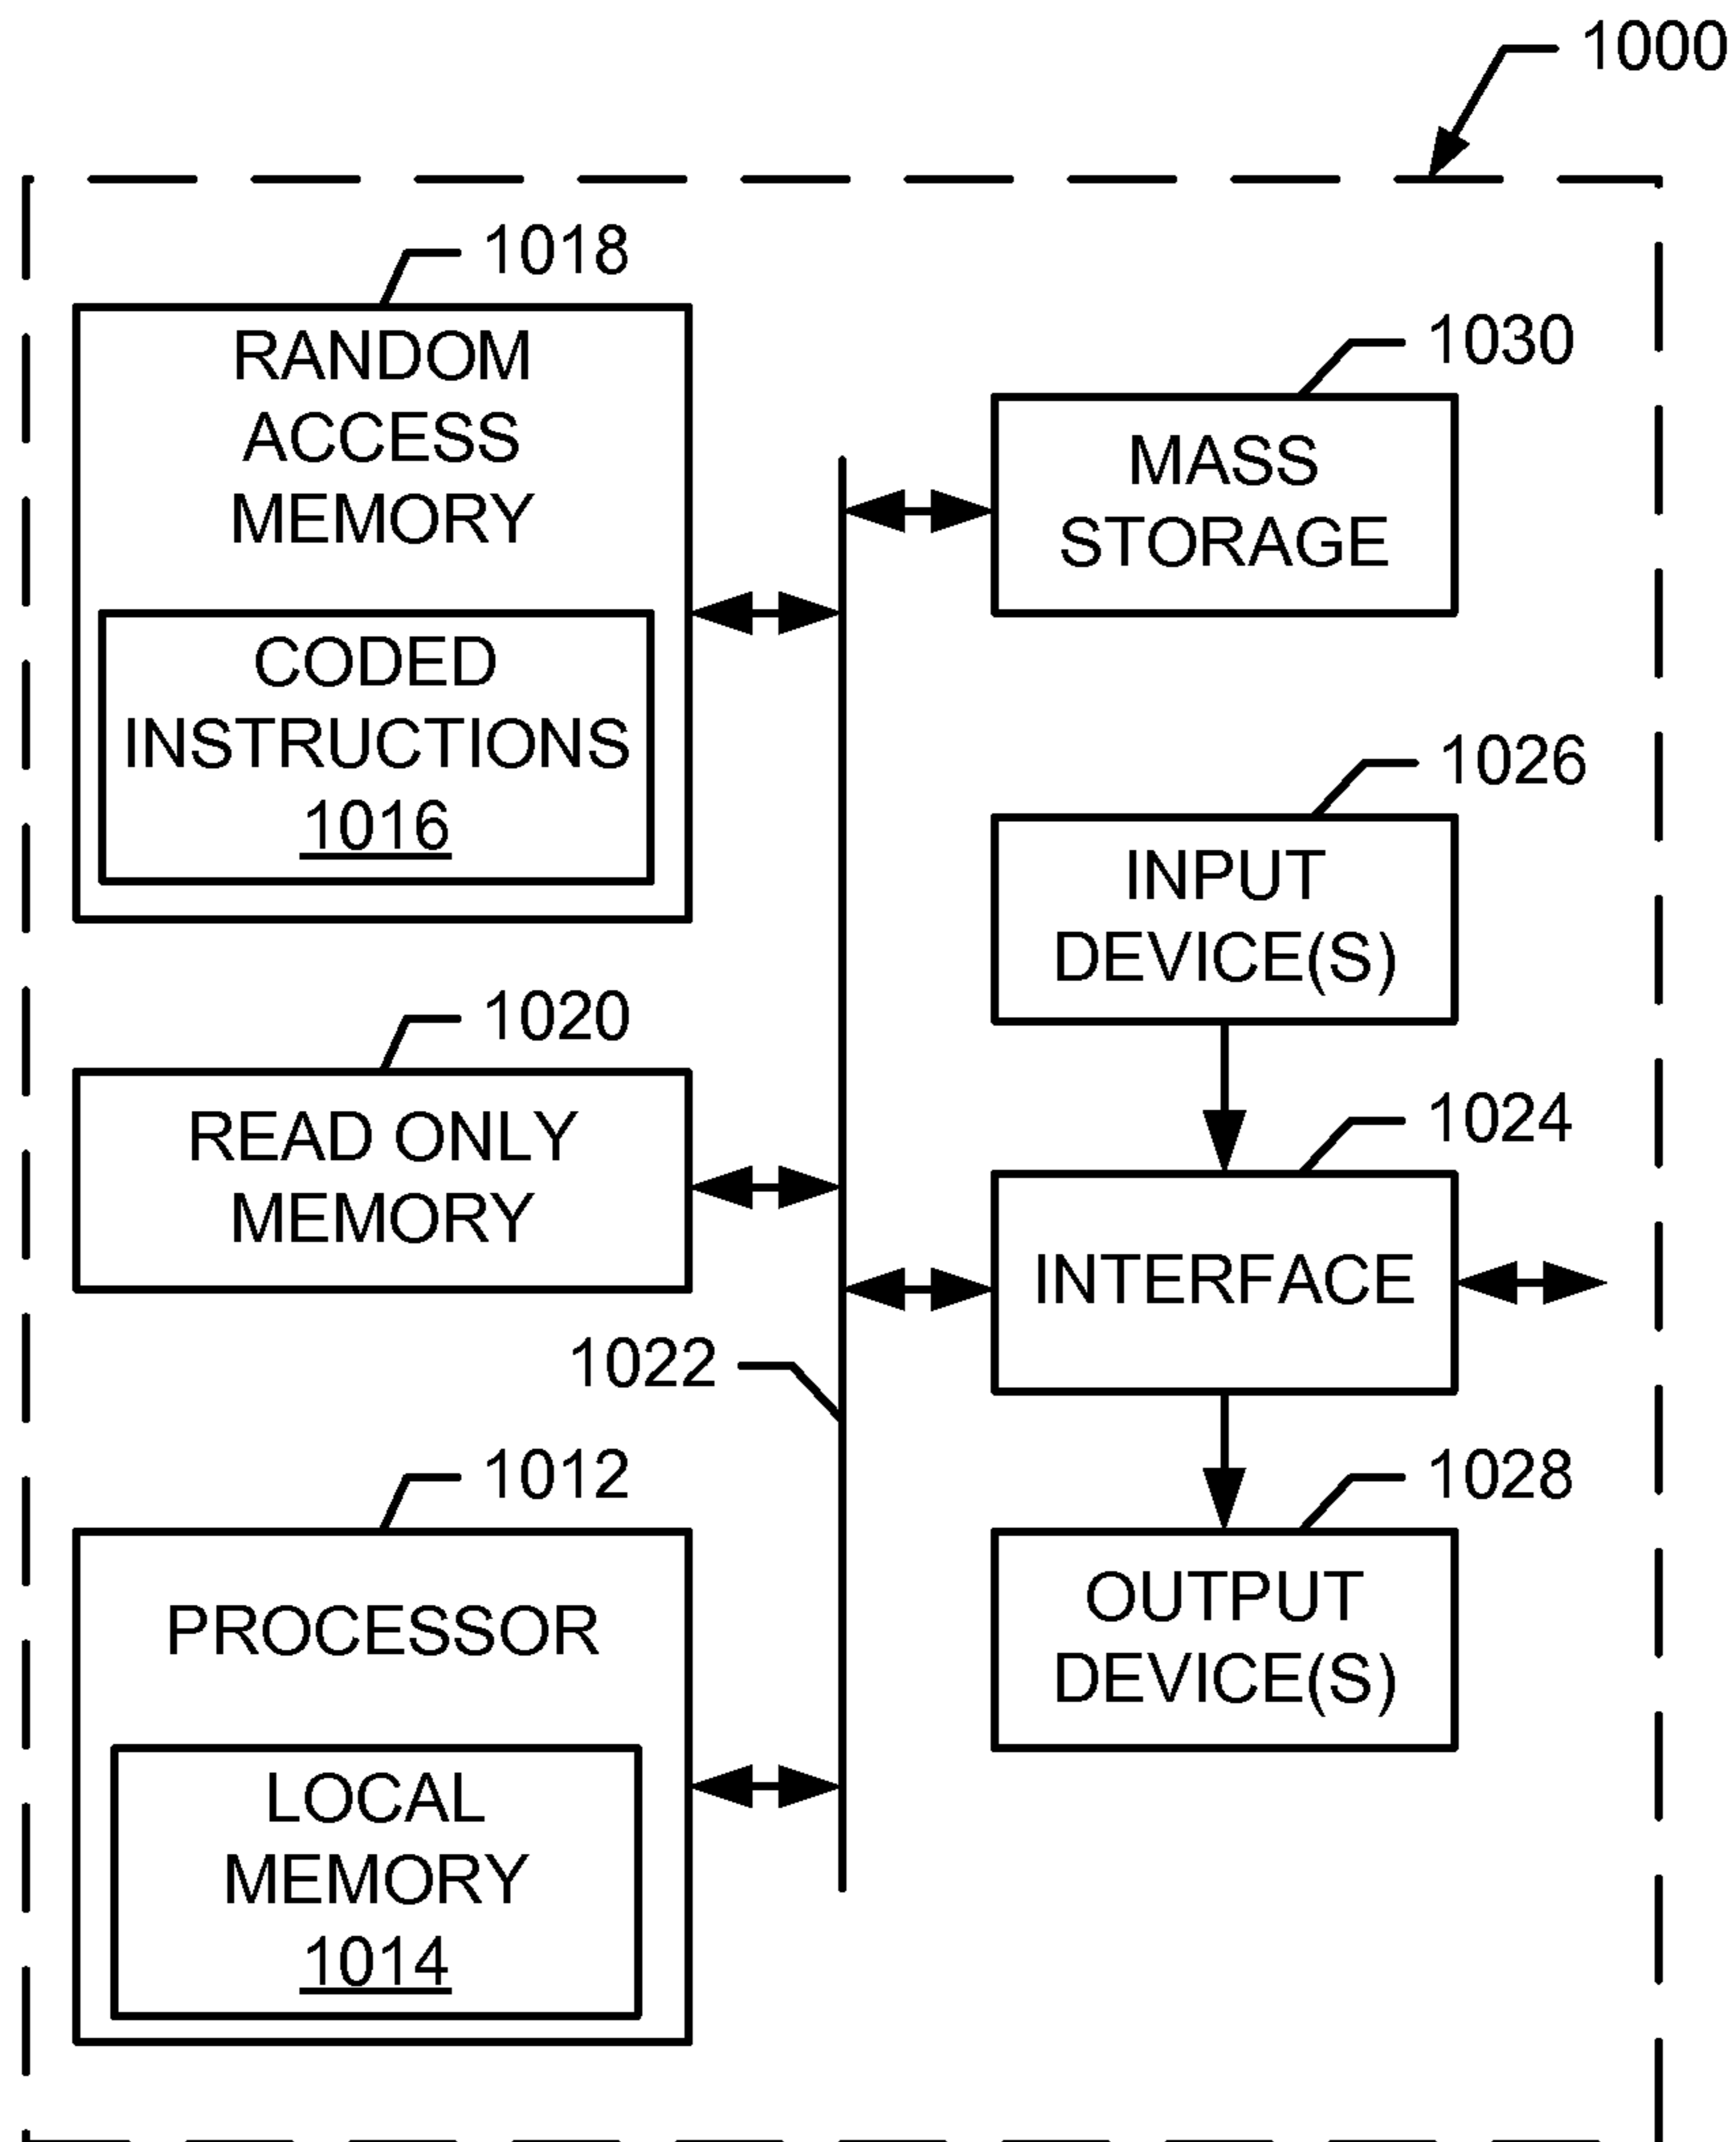 1000
1018
RANDOM
ACCESS
MEMORY
CODED
INSTRUCTIONS
1016
1030
MASS
STORAGE
1026
INPUT
DEVICE(S)
1020
READ ONLY
MEMORY
1024
INTERFACE
1022
1012
PROCESSOR
LOCAL
MEMORY
1014
1028
OUTPUT
DEVICE(S)